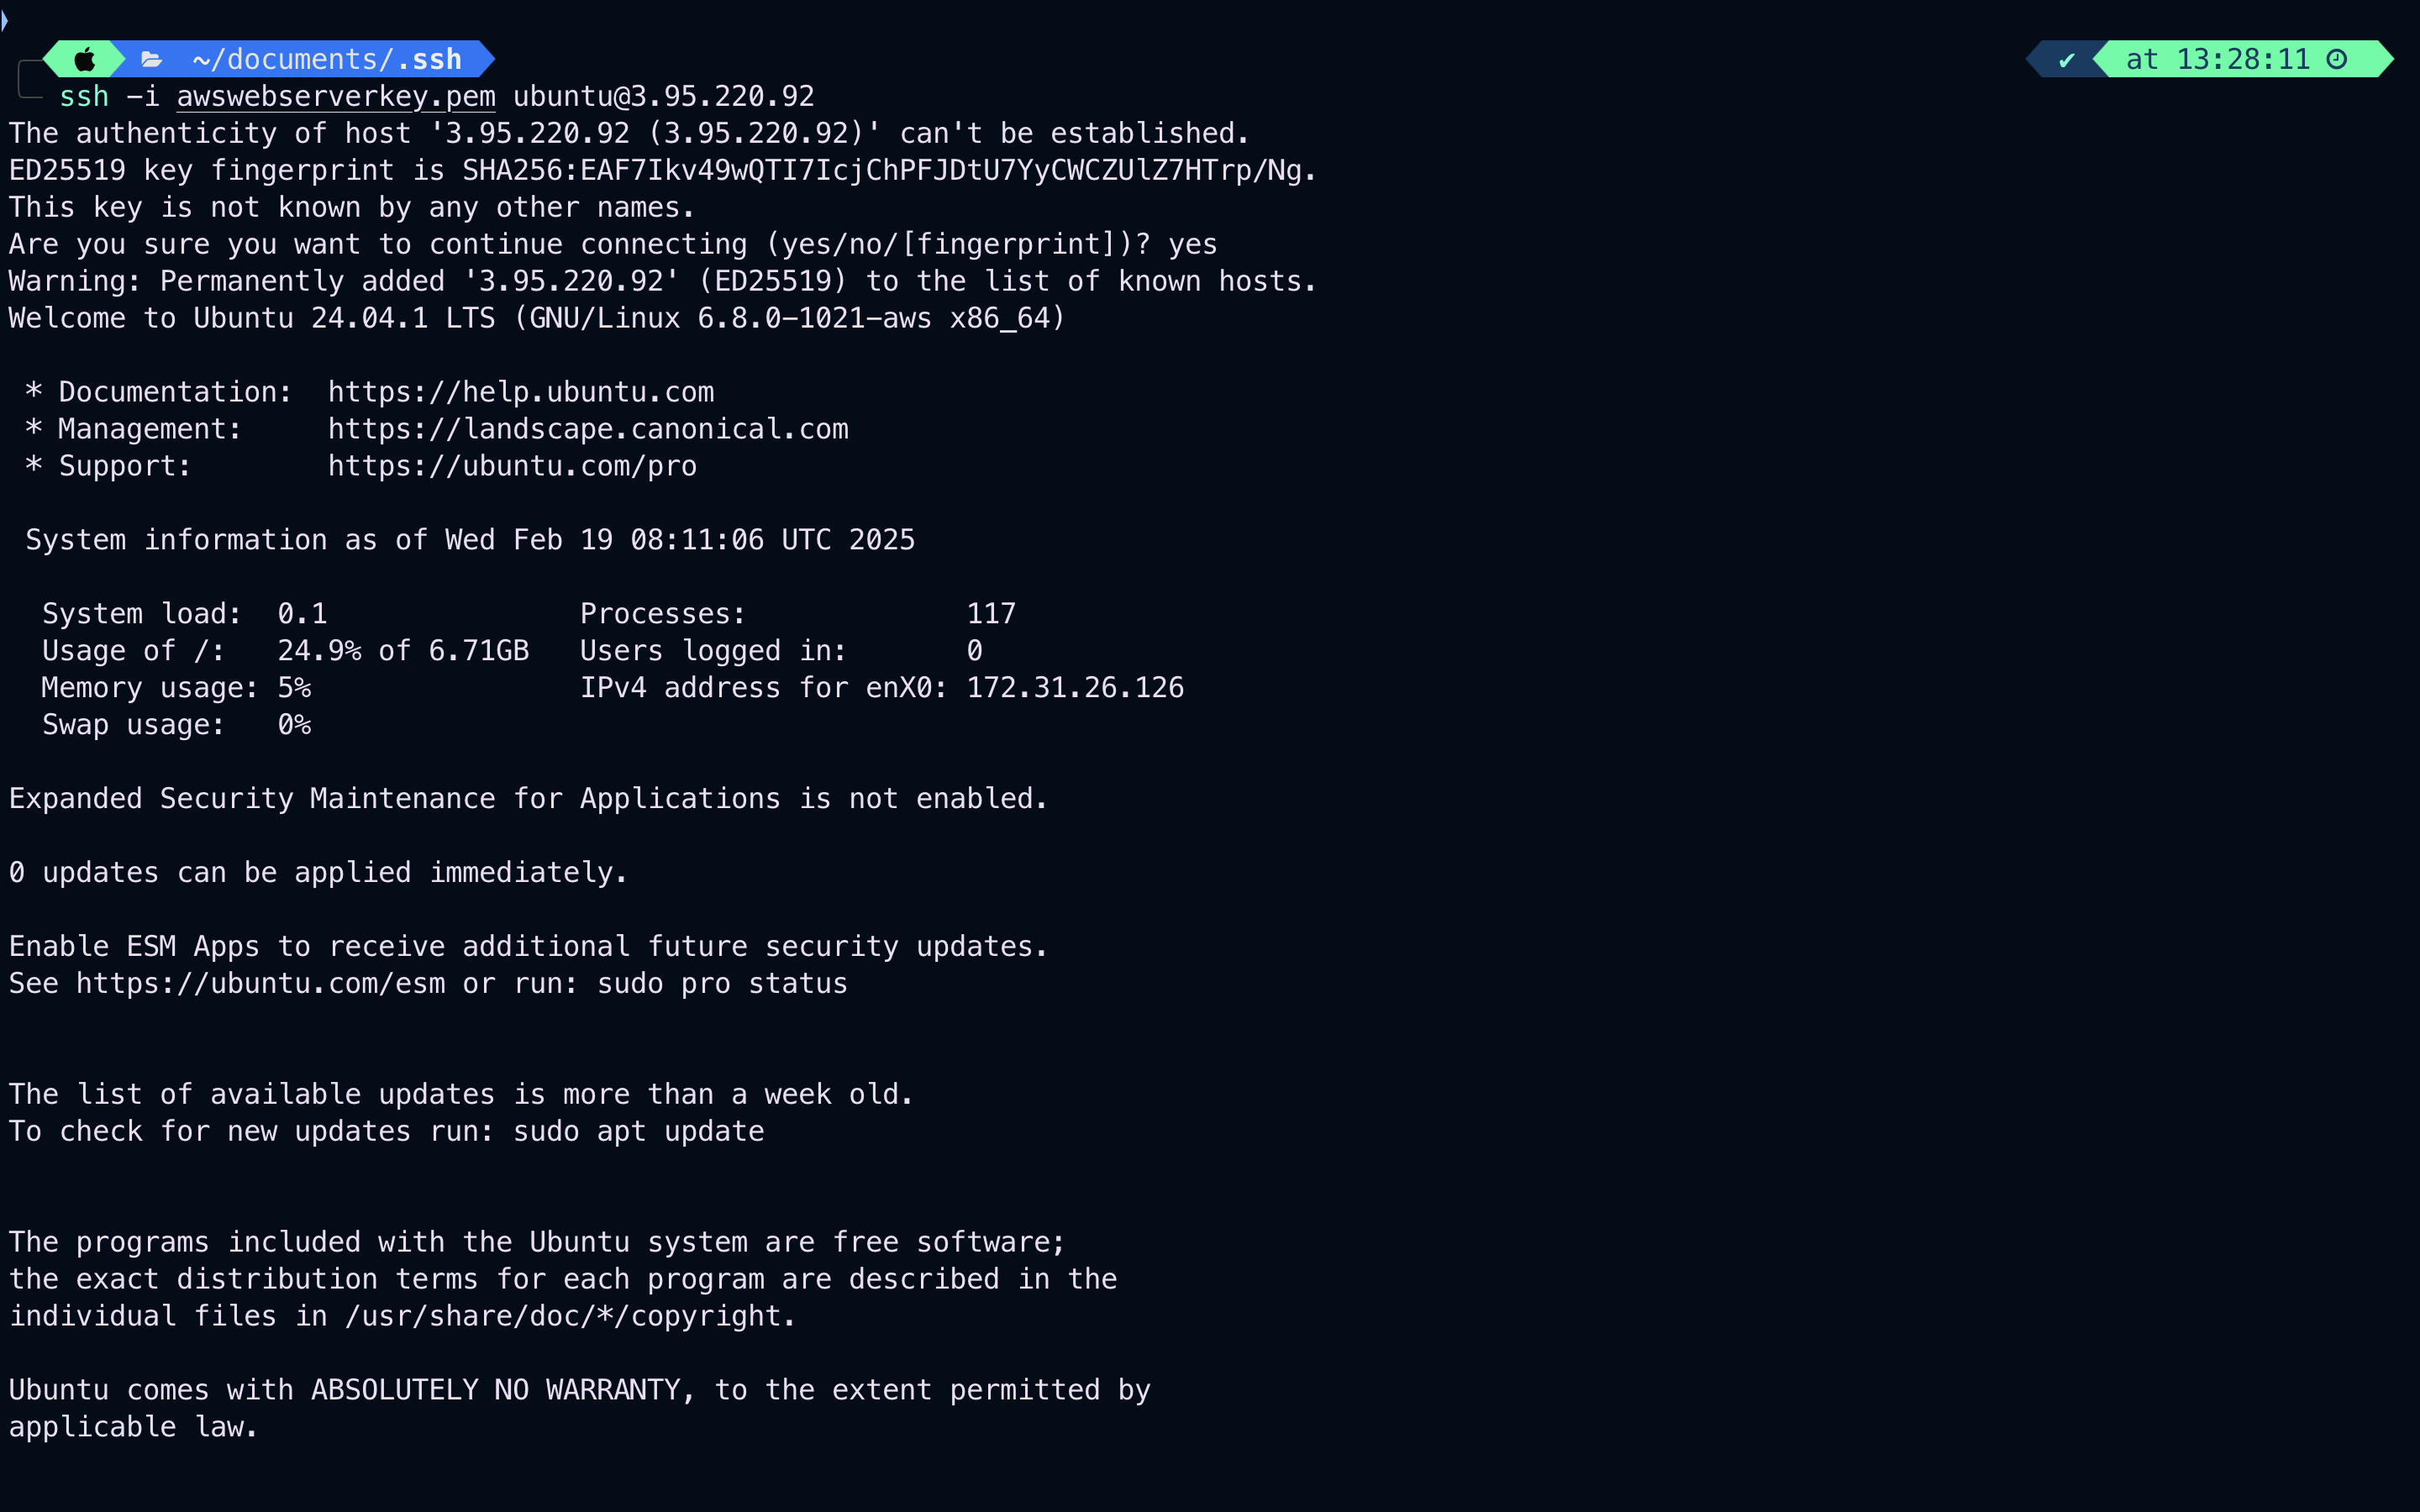 ~/documents/.ssh
✔ at 13:28:11
ssh -i awswebserverkey.pem ubuntu@3.95.220.92
The authenticity of host '3.95.220.92 (3.95.220.92)' can't be established.
ED25519 key fingerprint is SHA256:EAF7Ikv49wQTI7IcjChPFJDtU7YyCWCZUlZ7HTrp/Ng.
This key is not known by any other names.
Are you sure you want to continue connecting (yes/no/[fingerprint])? yes
Warning: Permanently added '3.95.220.92' (ED25519) to the list of known hosts.
Welcome to Ubuntu 24.04.1 LTS (GNU/Linux 6.8.0-1021-aws x86_64)
 * Documentation:  https://help.ubuntu.com
 * Management:     https://landscape.canonical.com
 * Support:        https://ubuntu.com/pro
 System information as of Wed Feb 19 08:11:06 UTC 2025
  System load:  0.1               Processes:             117
  Usage of /:   24.9% of 6.71GB   Users logged in:       0
  Memory usage: 5%                IPv4 address for enX0: 172.31.26.126
  Swap usage:   0%
Expanded Security Maintenance for Applications is not enabled.
0 updates can be applied immediately.
Enable ESM Apps to receive additional future security updates.
See https://ubuntu.com/esm or run: sudo pro status
The list of available updates is more than a week old.
To check for new updates run: sudo apt update
The programs included with the Ubuntu system are free software;
the exact distribution terms for each program are described in the
individual files in /usr/share/doc/*/copyright.
Ubuntu comes with ABSOLUTELY NO WARRANTY, to the extent permitted by
applicable law.